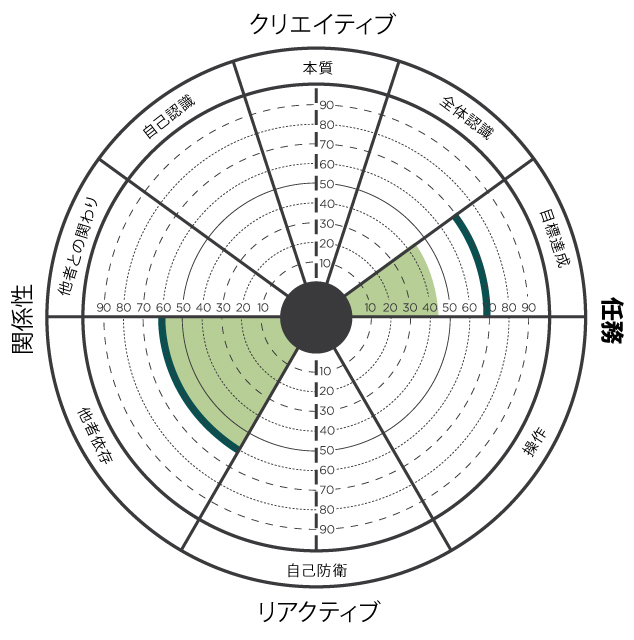 クリエイティブ
本質
自己認識
全体認識
他者との関わり
目標達成
90
80
70
60
50
40
30
20
10
関係性
90 80 70 60 50 40 30 20 10
10 20 30 40 50 60 70 80 90
任務
10
20
30
40
50
60
70
80
90
他者依存
操作
自己防衛
リアクティブ